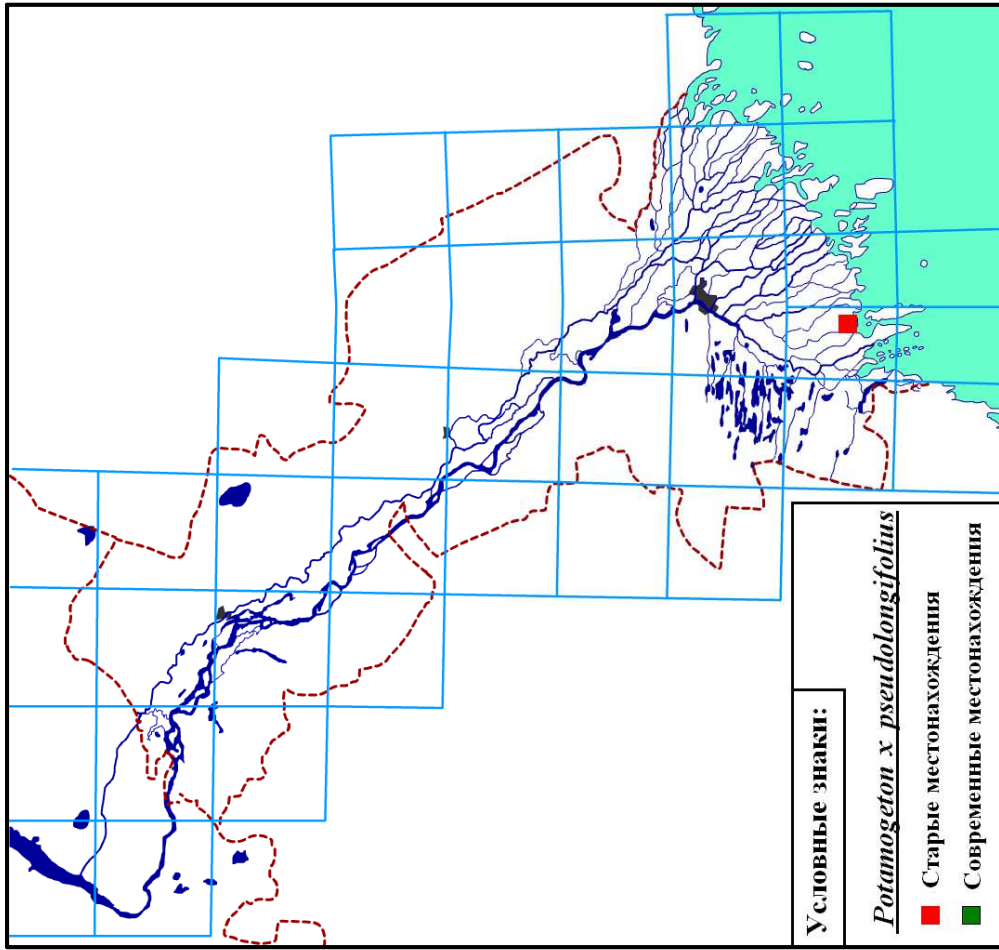 Условные знаки:
Potamogeton x pseudolongifolius
Старые местонахождения
Современные местонахождения